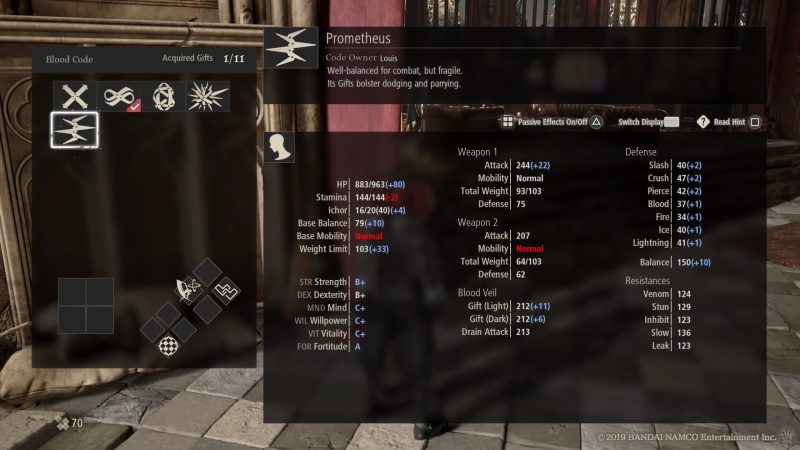 Blood Code
Acquired Gifts 1/11
Prometheus
Code Owner Louis
Well-balanced for combat, but fragile.
Its Gifts bolster dodging and parrying.
Passive Effects On/Off
Switch Display
Read Hint
HP 883/963(+80)
Stamina 144/144(-2)
Ichor 16/20(40)(+4)
Base Balance 79(+10)
Base Mobility Normal
Weight Limit 103(+33)
STR Strength B+
DEX Dexterity B+
MND Mind C+
WIL Willpower C+
VIT Vitality C+
FOR Fortitude A
Weapon 1
Attack 244(+22)
Mobility Normal
Total Weight 93/103
Defense 75
Weapon 2
Attack 207
Mobility Normal
Total Weight 64/103
Defense 62
Blood Veil
Gift (Light) 212(+11)
Gift (Dark) 212(+6)
Drain Attack 213
Defense
Slash 40(+2)
Crush 47(+2)
Pierce 42(+2)
Blood 37(+1)
Fire 34(+1)
Ice 40(+1)
Lightning 41(+1)
Balance 150(+10)
Resistances
Venom 124
Stun 129
Inhibit 123
Slow 136
Leak 123
70
©2019 BANDAI NAMCO Entertainment Inc.